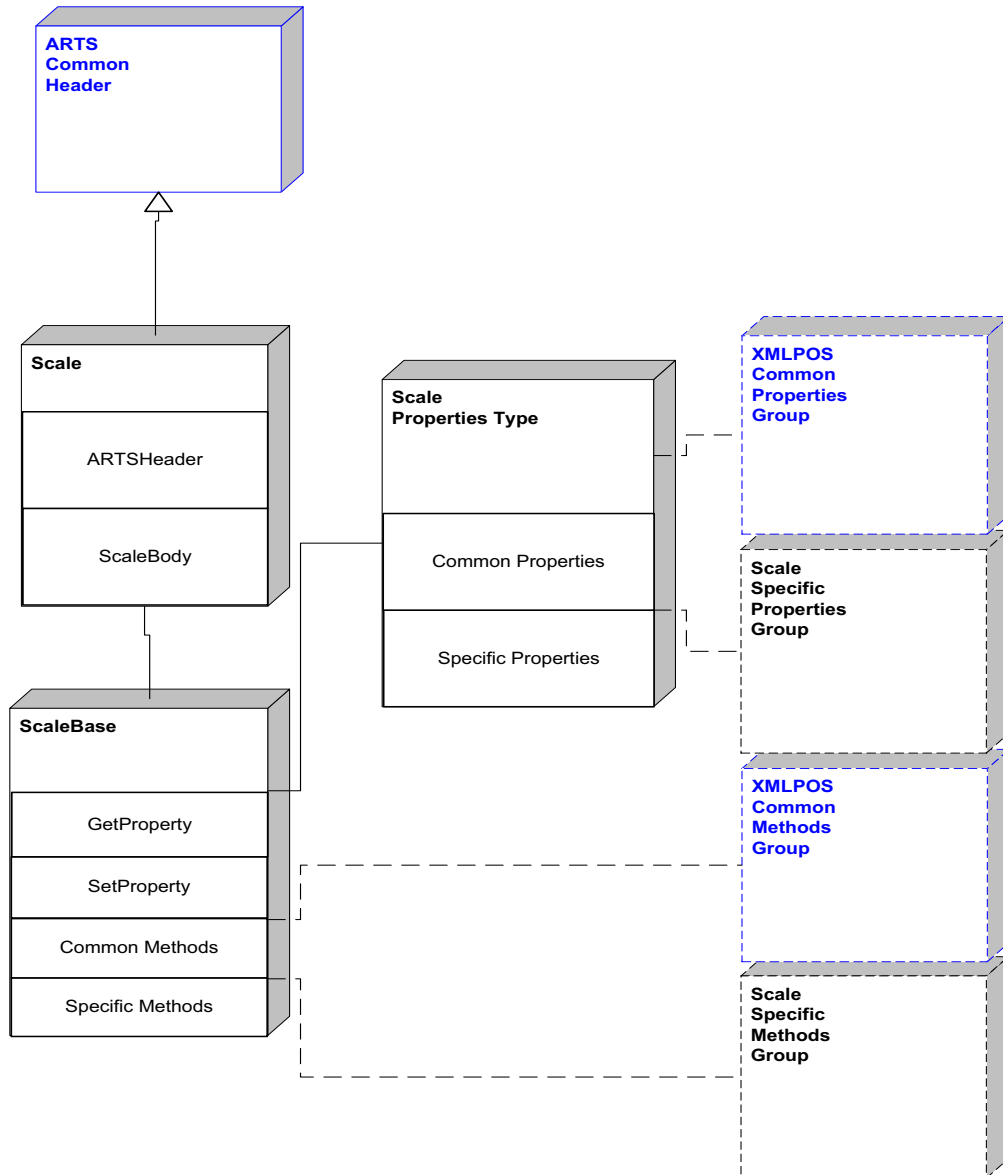 ARTS
Common
Header
Scale
ARTSHeader
ScaleBody
Scale
Properties Type
Common Properties
Specific Properties
XMLPOS
Common
Properties
Group
Scale
Specific
Properties
Group
ScaleBase
GetProperty
SetProperty
Common Methods
Specific Methods
XMLPOS
Common
Methods
Group
Scale
Specific
Methods
Group